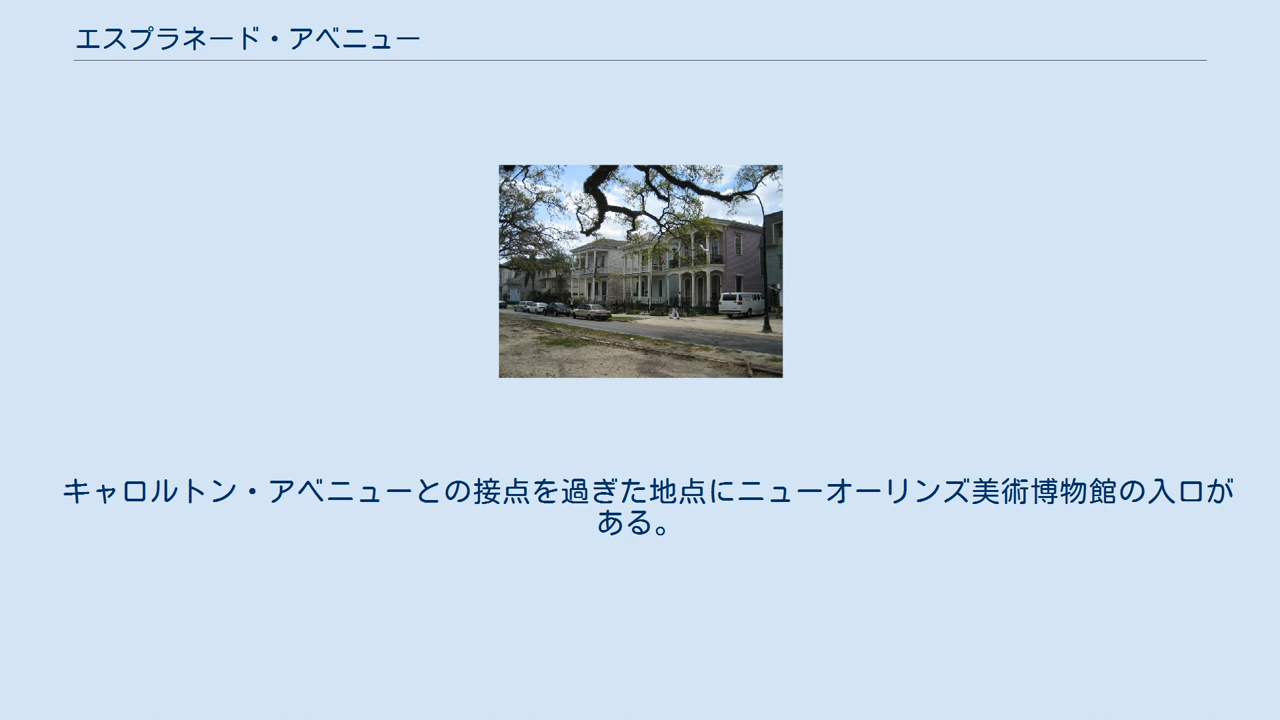 エスプラネード・アベニュー
キャロルトン・アベニューとの接点を過ぎた地点にニューオーリンズ美術博物館の入口が
ある。